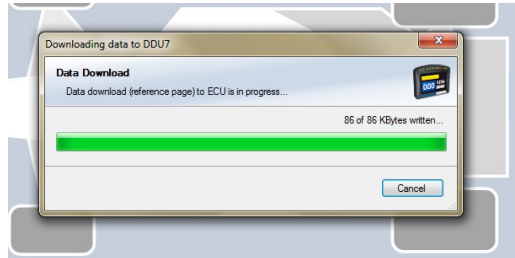 Downloading data to DDU7
Data Download
Data download (reference page) to ECU is in progress...
86 of 86 KBytes written...
Cancel